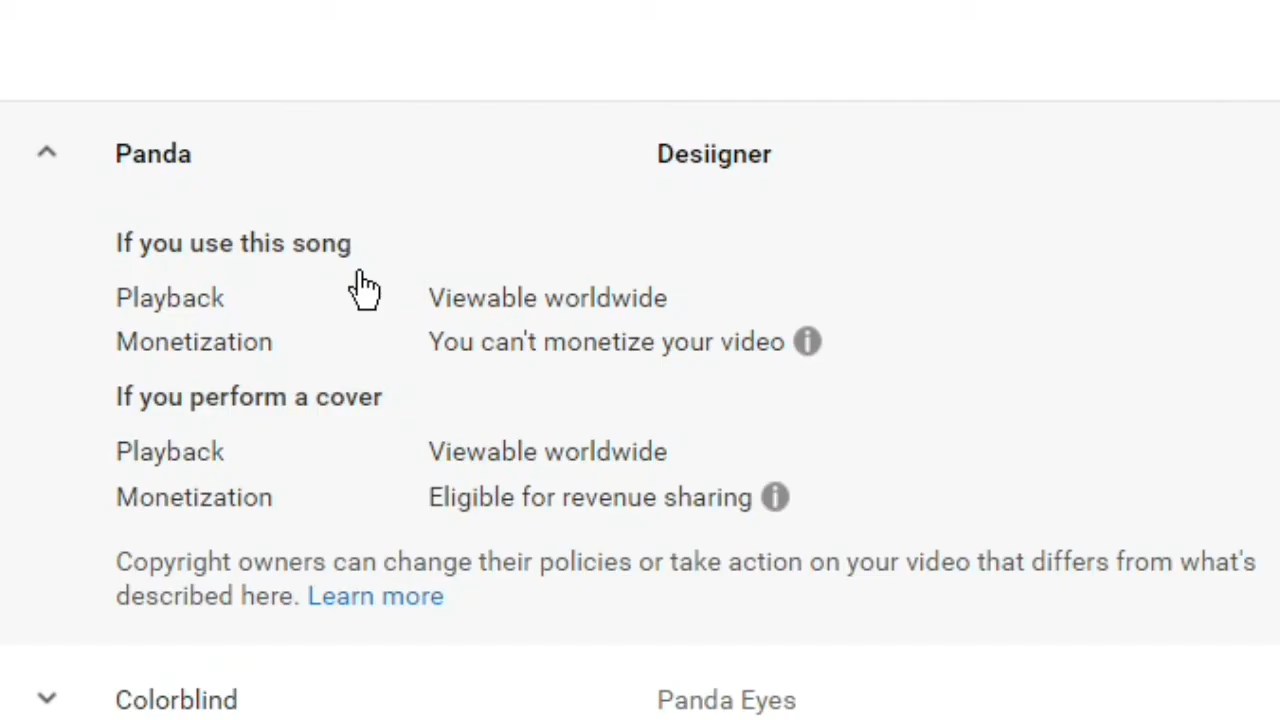 Panda Desiigner
If you use this song
Playback Viewable worldwide
Monetization You can't monetize your video
If you perform a cover
Playback Viewable worldwide
Monetization Eligible for revenue sharing
Copyright owners can change their policies or take action on your video that differs from what's
described here. Learn more
Colorblind Panda Eyes